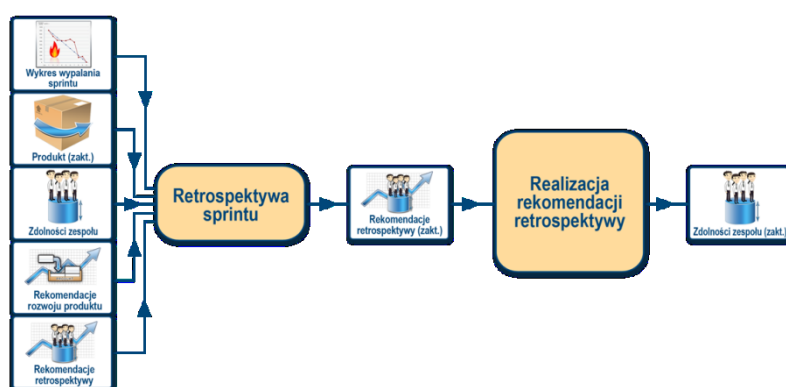 Wykres wypalania
sprintu
Produkt (zakt.)
Zdolności zespołu
Rekomendacje
rozwoju produktu
Rekomendacje
retrospektywy
Retrospektywa
sprintu
Rekomendacje
retrospektywy (zakt.)
Realizacja
rekomendacji
retrospektywy
Zdolności zespołu (zakt.)